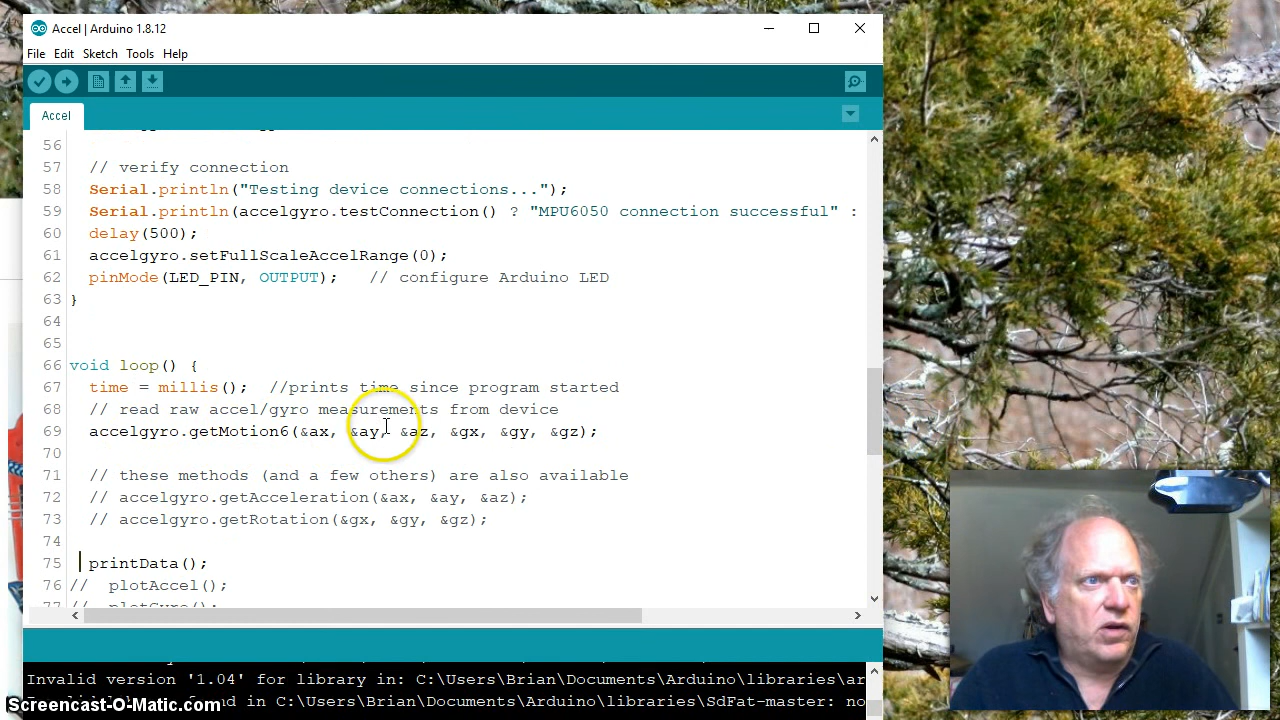 Accel | Arduino 1.8.12
File Edit Sketch Tools Help
Accel
56
57 // verify connection
58 Serial.println("Testing device connections...");
59 Serial.println(accelgyro.testConnection() ? "MPU6050 connection successful" :
60 delay(500);
61 accelgyro.setFullScaleAccelRange(0);
62 pinMode(LED_PIN, OUTPUT); // configure Arduino LED
63 }
64
65
66 void loop() {
67 time = millis(); //prints time since program started
68 // read raw accel/gyro measurements from device
69 accelgyro.getMotion6(&ax, &ay, &az, &gx, &gy, &gz);
70
71 // these methods (and a few others) are also available
72 // accelgyro.getAcceleration(&ax, &ay, &az);
73 // accelgyro.getRotation(&gx, &gy, &gz);
74
75 printData();
76 // plotAccel();
77 // plotGyro();
Invalid version '1.04' for library in: C:\Users\Brian\Documents\Arduino\libraries\ar
d in C:\Users\Brian\Documents\Arduino\libraries\SdFat-master: no
Screencast-O-Matic.com